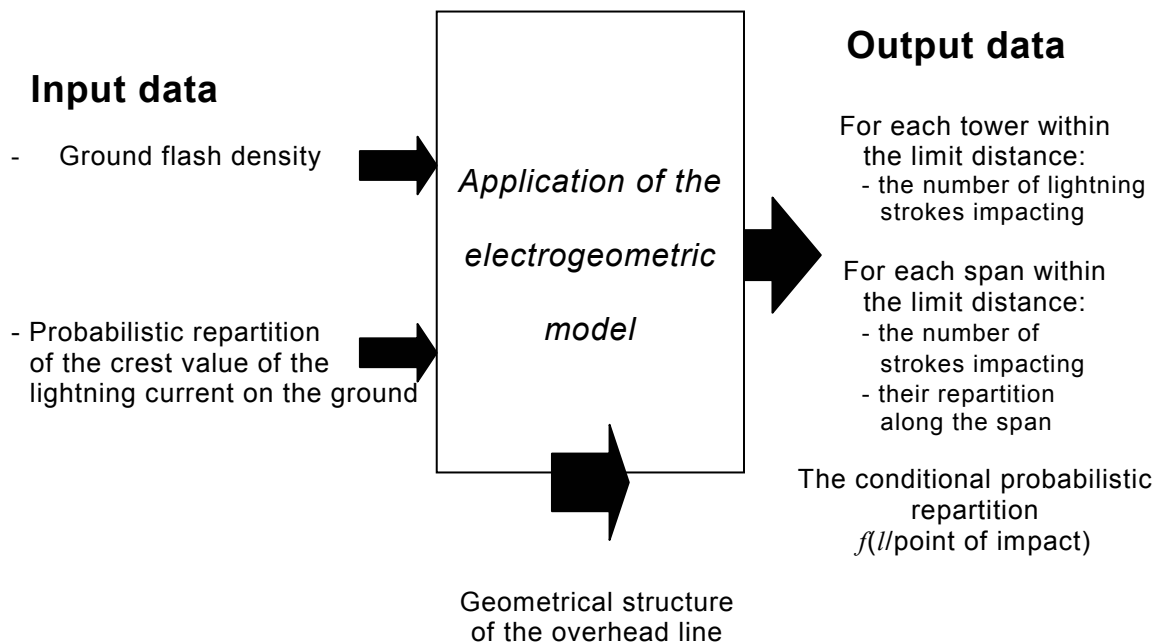 Input data
- Ground flash density
- Probabilistic repartition
of the crest value of the
lightning current on the ground
Application of the
electrogeometric
model
Geometrical structure
of the overhead line
Output data
For each tower within
the limit distance:
- the number of lightning
strokes impacting
For each span within
the limit distance:
- the number of
strokes impacting
- their repartition
along the span
The conditional probabilistic
repartition
f(l/point of impact)